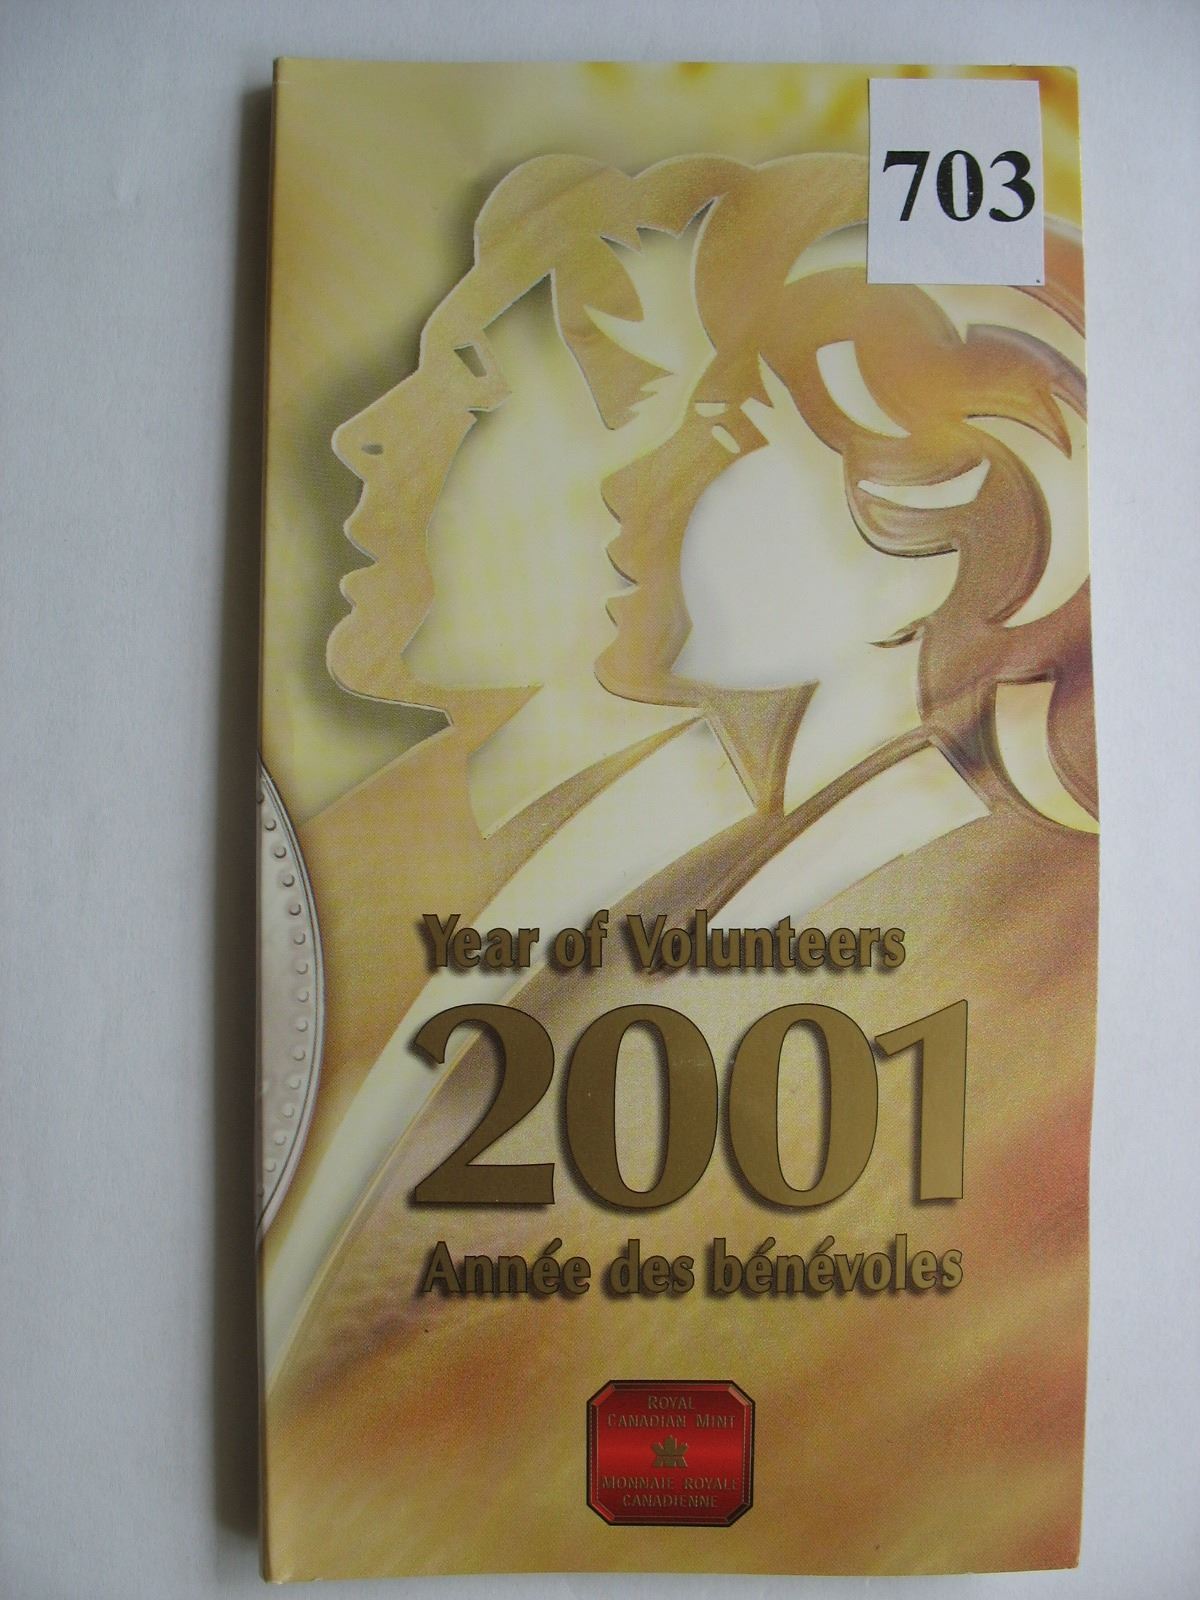 703
Year of Volunteers
2001
Année des bénévoles
ROYAL
CANADIAN MINT
MONNAIE ROYALE
CANADIENNE